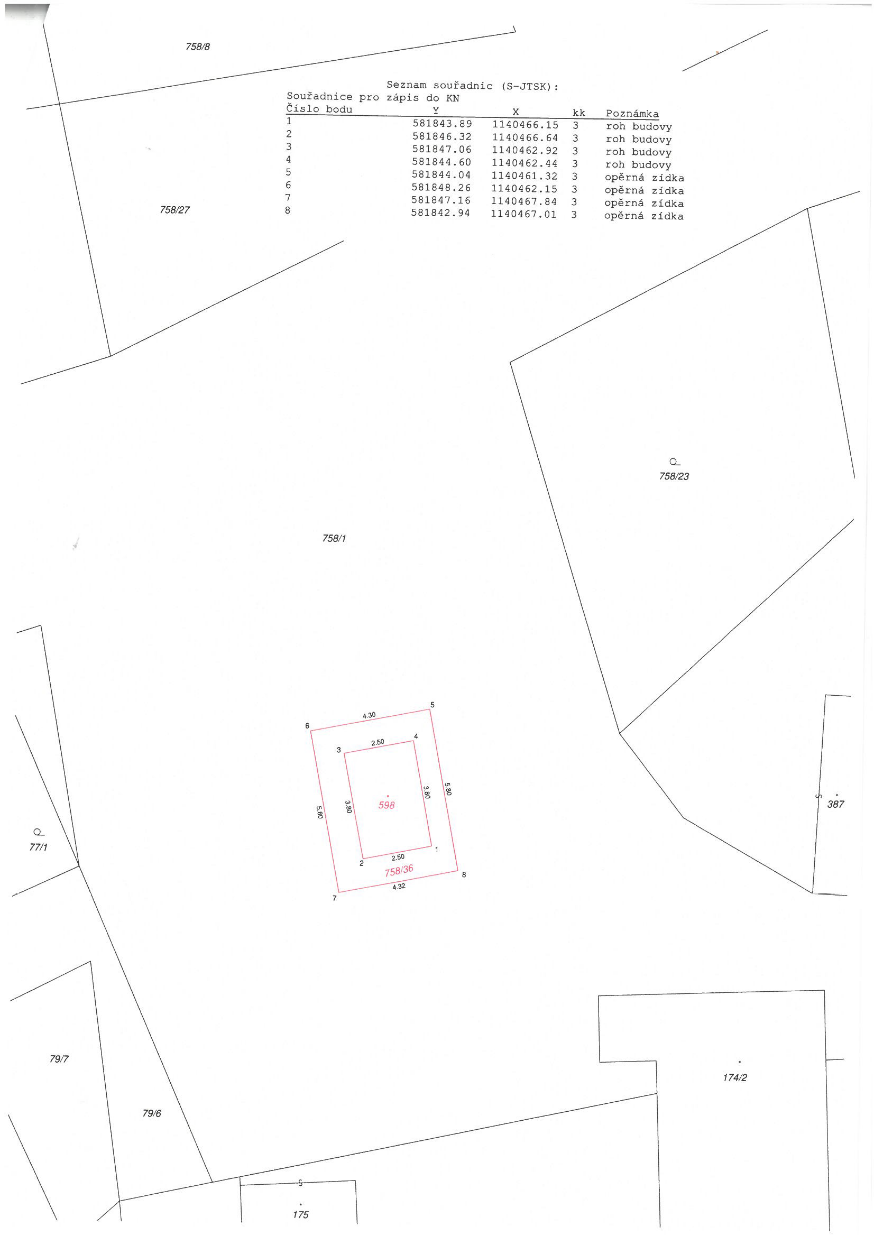 758/8
Seznam souřadnic (S-JTSK):
Souřadnice pro zápis do KN
Číslo bodu Y X kk Poznámka
1 581843.89 1140466.15 3 roh budovy
2 581846.32 1140466.64 3 roh budovy
3 581847.06 1140462.92 3 roh budovy
4 581844.60 1140462.44 3 roh budovy
5 581844.04 1140461.32 3 opěrná zídka
6 581848.26 1140462.15 3 opěrná zídka
7 581847.16 1140467.84 3 opěrná zídka
8 581842.94 1140467.01 3 opěrná zídka
758/27
758/23
758/1
5
4.30
6
4
2.50
3
5.80
3.80
3.80
598
387
5.80
77/1
1
2.50
2
758/36
8
4.32
7
79/7
174/2
79/6
175